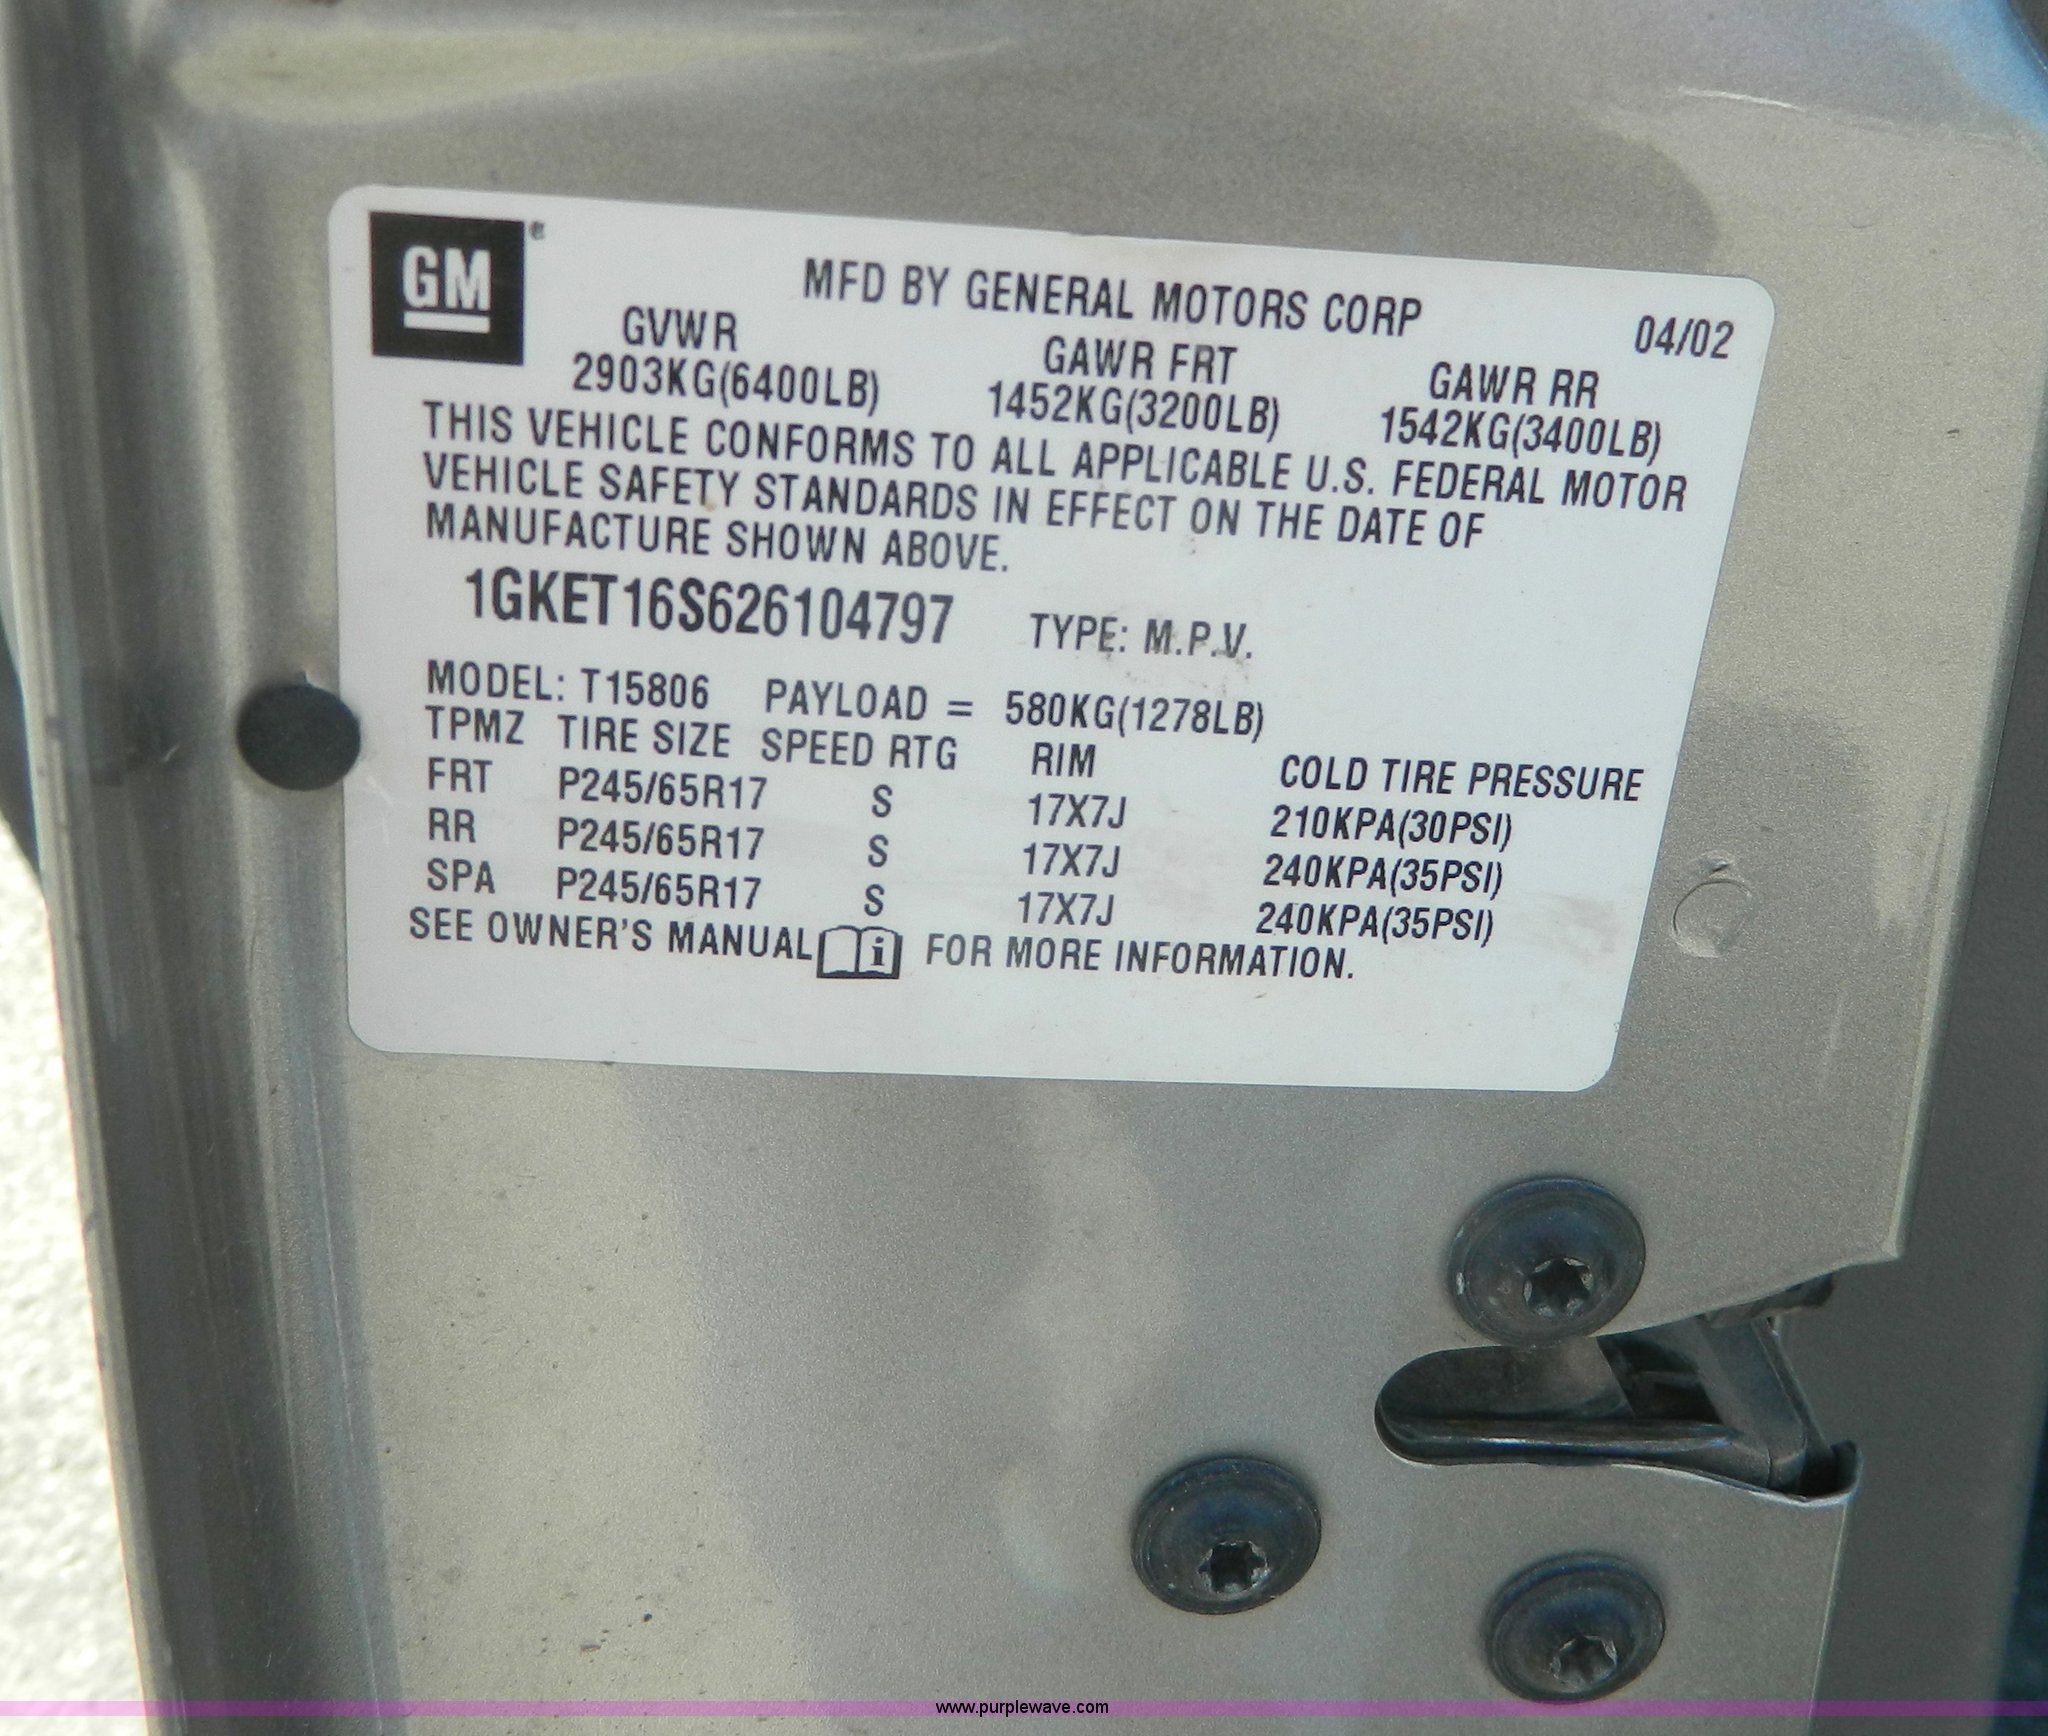 GM®
MFD BY GENERAL MOTORS CORP 04/02
GVWR GAWR FRT GAWR RR
2903KG(6400LB) 1452KG(3200LB) 1542KG(3400LB)
THIS VEHICLE CONFORMS TO ALL APPLICABLE U.S. FEDERAL MOTOR
VEHICLE SAFETY STANDARDS IN EFFECT ON THE DATE OF
MANUFACTURE SHOWN ABOVE.
1GKET16S626104797 TYPE: M.P.V.
MODEL: T15806 PAYLOAD = 580KG(1278LB)
TPMZ TIRE SIZE SPEED RTG RIM COLD TIRE PRESSURE
FRT P245/65R17 S 17X7J 210KPA(30PSI)
RR P245/65R17 S 17X7J 240KPA(35PSI)
SPA P245/65R17 S 17X7J 240KPA(35PSI)
SEE OWNER'S MANUAL i FOR MORE INFORMATION.
www.purplewave.com